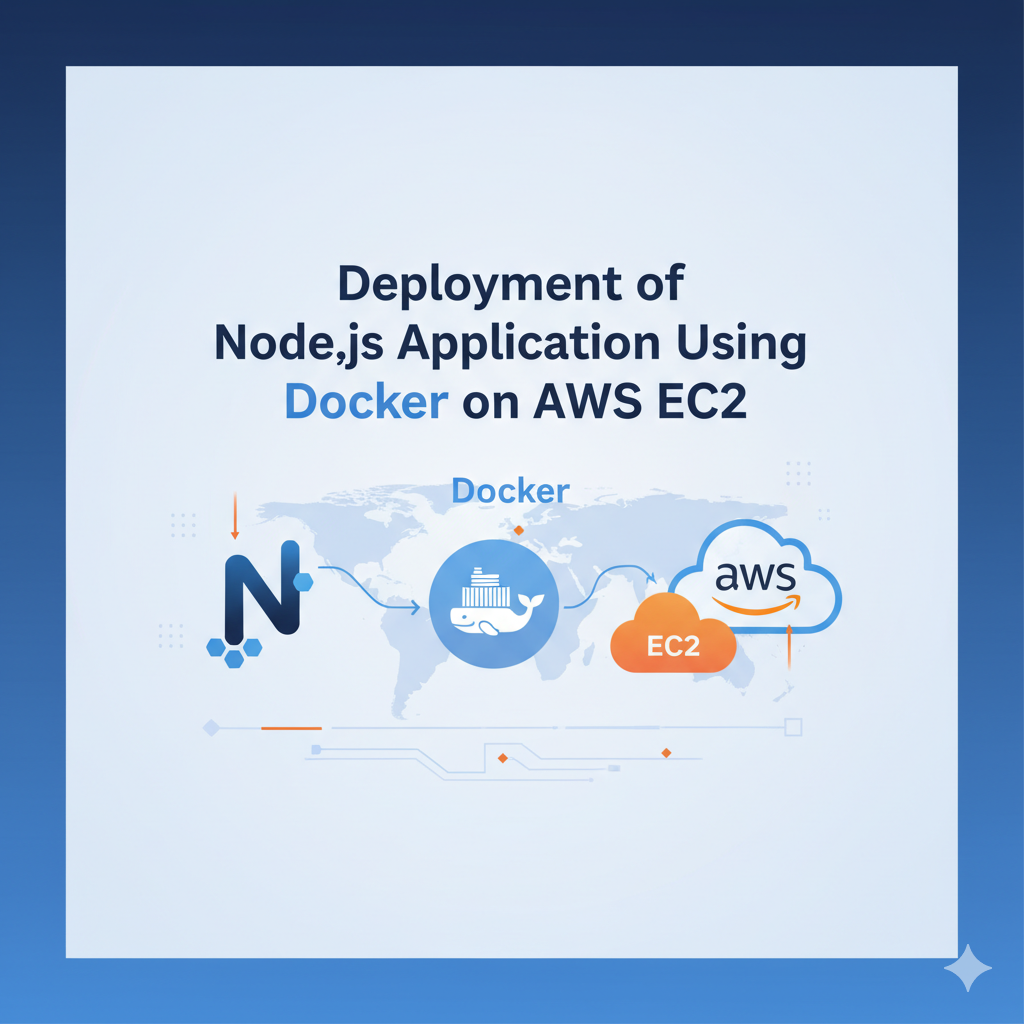 Deployment of
Node,js Application Using
Docker on AWS EC2
Docker
N
aws
EC2